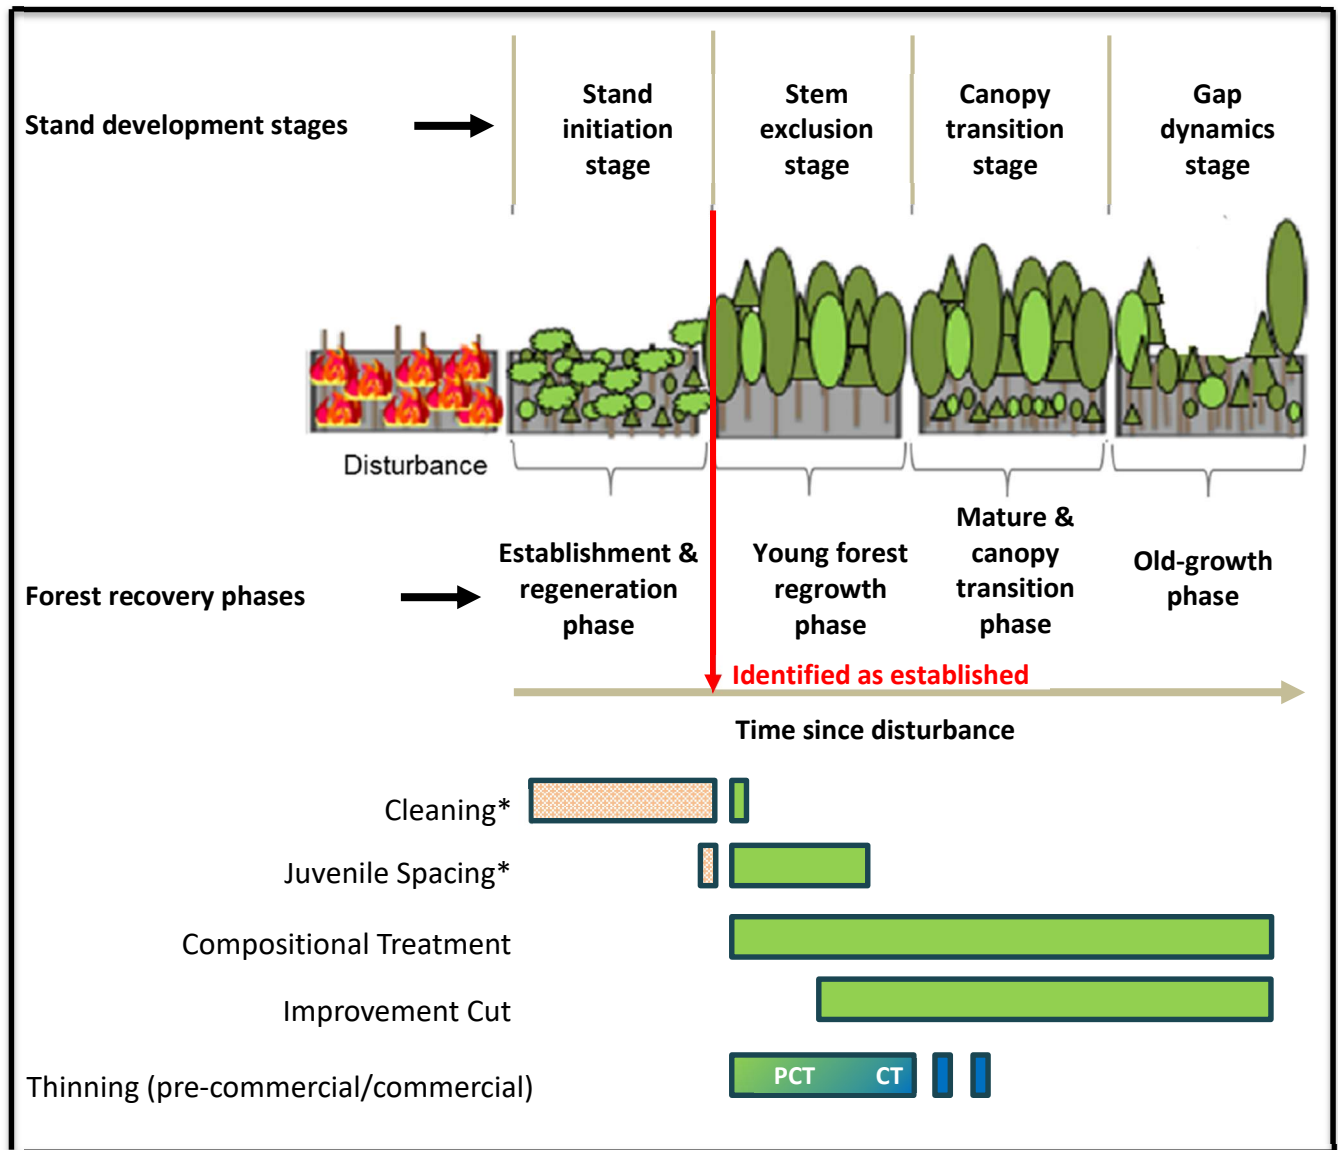 Stand development stages
Stand
initiation
stage
Stem
exclusion
stage
Canopy
transition
stage
Gap
dynamics
stage
Disturbance
Forest recovery phases
Establishment &
regeneration
phase
Young forest
regrowth
phase
Mature &
canopy
transition
phase
Old-growth
phase
Identified as established
Time since disturbance
Cleaning*
Juvenile Spacing*
Compositional Treatment
Improvement Cut
Thinning (pre-commercial/commercial)
PCT CT